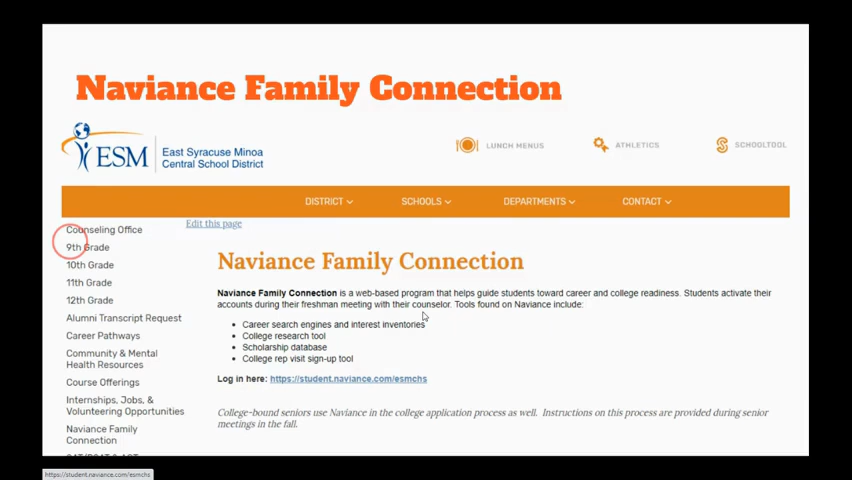 Naviance Family Connection
ESM
East Syracuse Minoa
Central School District
LUNCH MENUS
ATHLETICS
SCHOOLTOOL
DISTRICT
SCHOOLS
DEPARTMENTS
CONTACT
Counseling Office
9th Grade
10th Grade
11th Grade
12th Grade
Alumni Transcript Request
Career Pathways
Community & Mental
Health Resources
Course Offerings
Internships, Jobs, &
Volunteering Opportunities
Naviance Family
Connection
Edit this page
Naviance Family Connection
Naviance Family Connection is a web-based program that helps guide students toward career and college readiness. Students activate their
accounts during their freshman meeting with their counselor. Tools found on Naviance include:
• Career search engines and interest inventories
• College research tool
• Scholarship database
• College rep visit sign-up tool
Log in here: https://student.naviance.com/esmchs
College-bound seniors use Naviance in the college application process as well. Instructions on this process are provided during senior
meetings in the fall.
https://student.naviance.com/esmchs